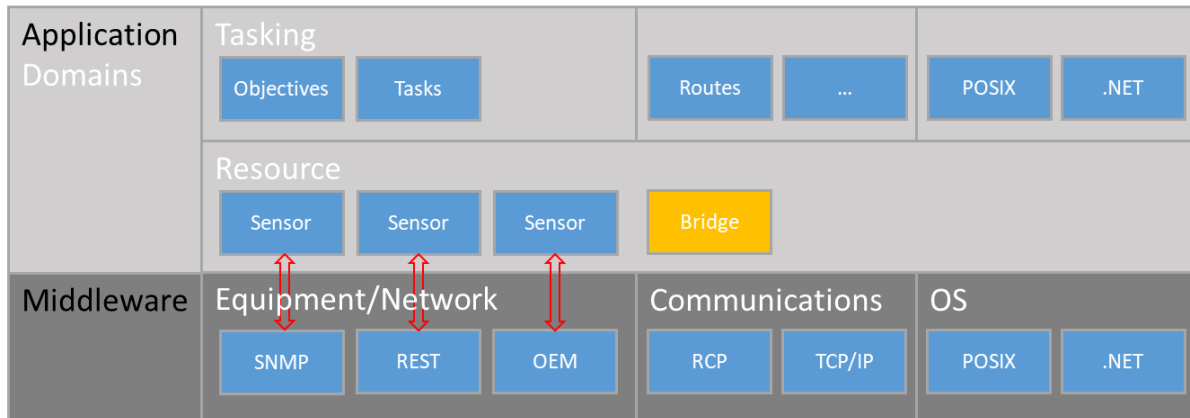 Application
Domains
Tasking
Objectives
Tasks
Routes
...
POSIX
.NET
Resource
Sensor
Sensor
Sensor
Bridge
Middleware
Equipment/Network
Communications
OS
SNMP
REST
OEM
RCP
TCP/IP
POSIX
.NET